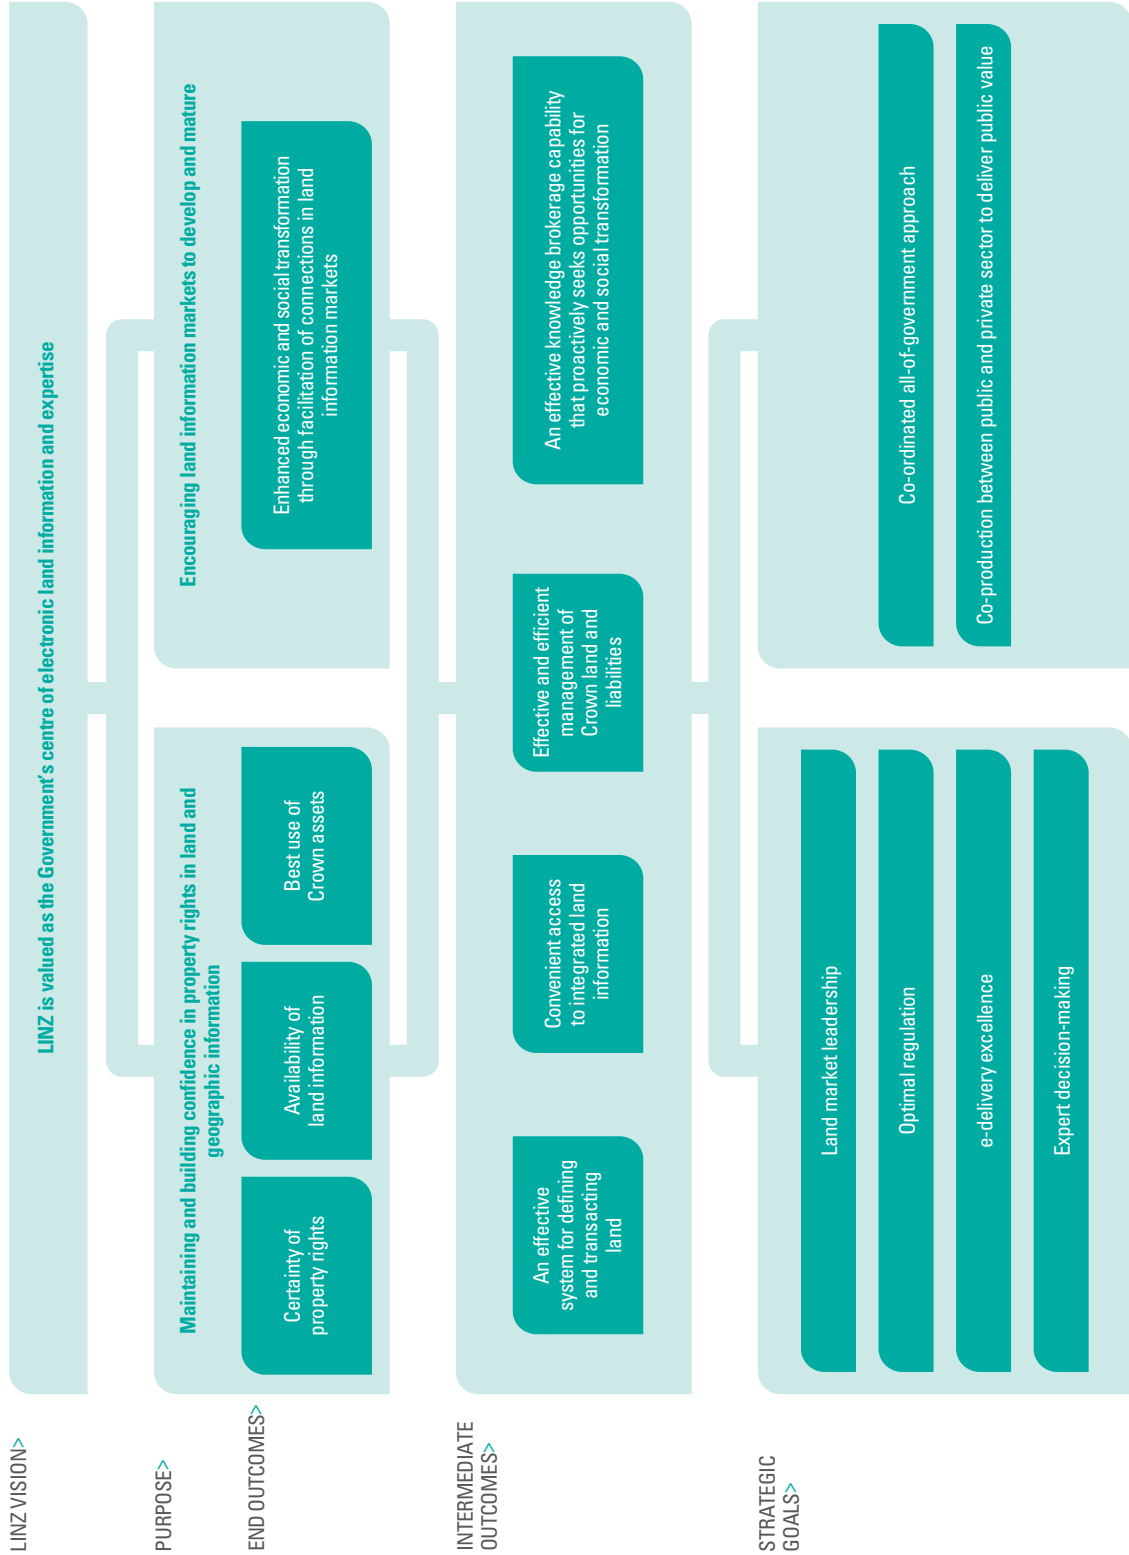 LINZ VISION>
LINZ is valued as the Government's centre of electronic land information and expertise
PURPOSE>
Maintaining and building confidence in property rights in land and
geographic information
Encouraging land information markets to develop and mature
END OUTCOMES>
Certainty of
property rights
Availability of
land information
Best use of
Crown assets
Enhanced economic and social transformation
through facilitation of connections in land
information markets
INTERMEDIATE
OUTCOMES>
An effective
system for defining
and transacting
land
Convenient access
to integrated land
information
Effective and efficient
management of
Crown land and
liabilities
An effective knowledge brokerage capability
that proactively seeks opportunities for
economic and social transformation
STRATEGIC
GOALS>
Land market leadership
Optimal regulation
e-delivery excellence
Expert decision-making
Co-ordinated all-of-government approach
Co-production between public and private sector to deliver public value